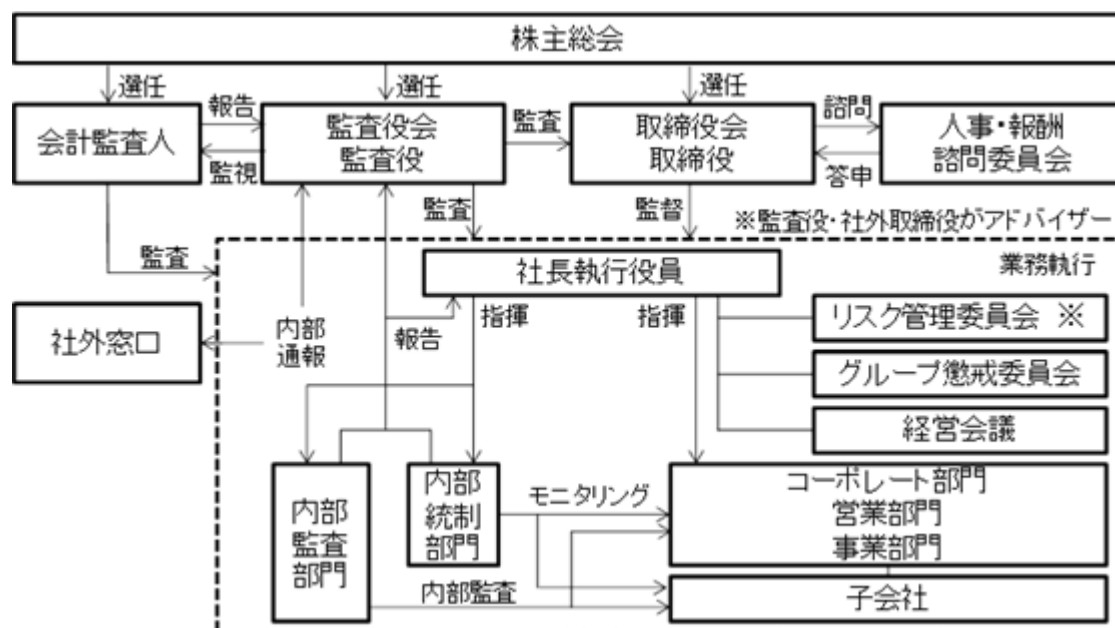 株主総会
選任
選任
選任
会計監査人
報告
監視
監査役会
監査役
監査
取締役会
取締役
諮問
答申
人事・報酬
諮問委員会
監査
監督
※監査役・社外取締役がアドバイザー
監査
業務執行
社長執行役員
社外窓口
内部
通報
報告
指揮
指揮
リスク管理委員会 ※
グループ懲戒委員会
経営会議
内部
監査
部門
内部
統制
部門
モニタリング
コーポレート部門
営業部門
事業部門
内部監査
子会社